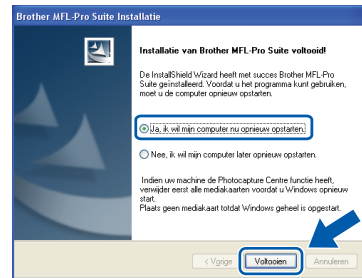 Brother MFL-Pro Suite Installatie
Installatie van Brother MFL-Pro Suite voltooid!
De InstallShield Wizard heeft met succes Brother MFL-Pro
Suite geïnstalleerd. Voordat u het programma kunt gebruiken,
moet u de computer opnieuw opstarten.
Ja, ik wil mijn computer nu opnieuw opstarten.
Nee, ik wil mijn computer later opnieuw opstarten.
Indien uw machine de Photocapture Centre functie heeft,
verwijder eerst alle mediakaarten voordat u Windows opnieuw
start.
Plaats geen mediakaart totdat Windows geheel is opgestart.
< Vorige Voltooien Annuleren